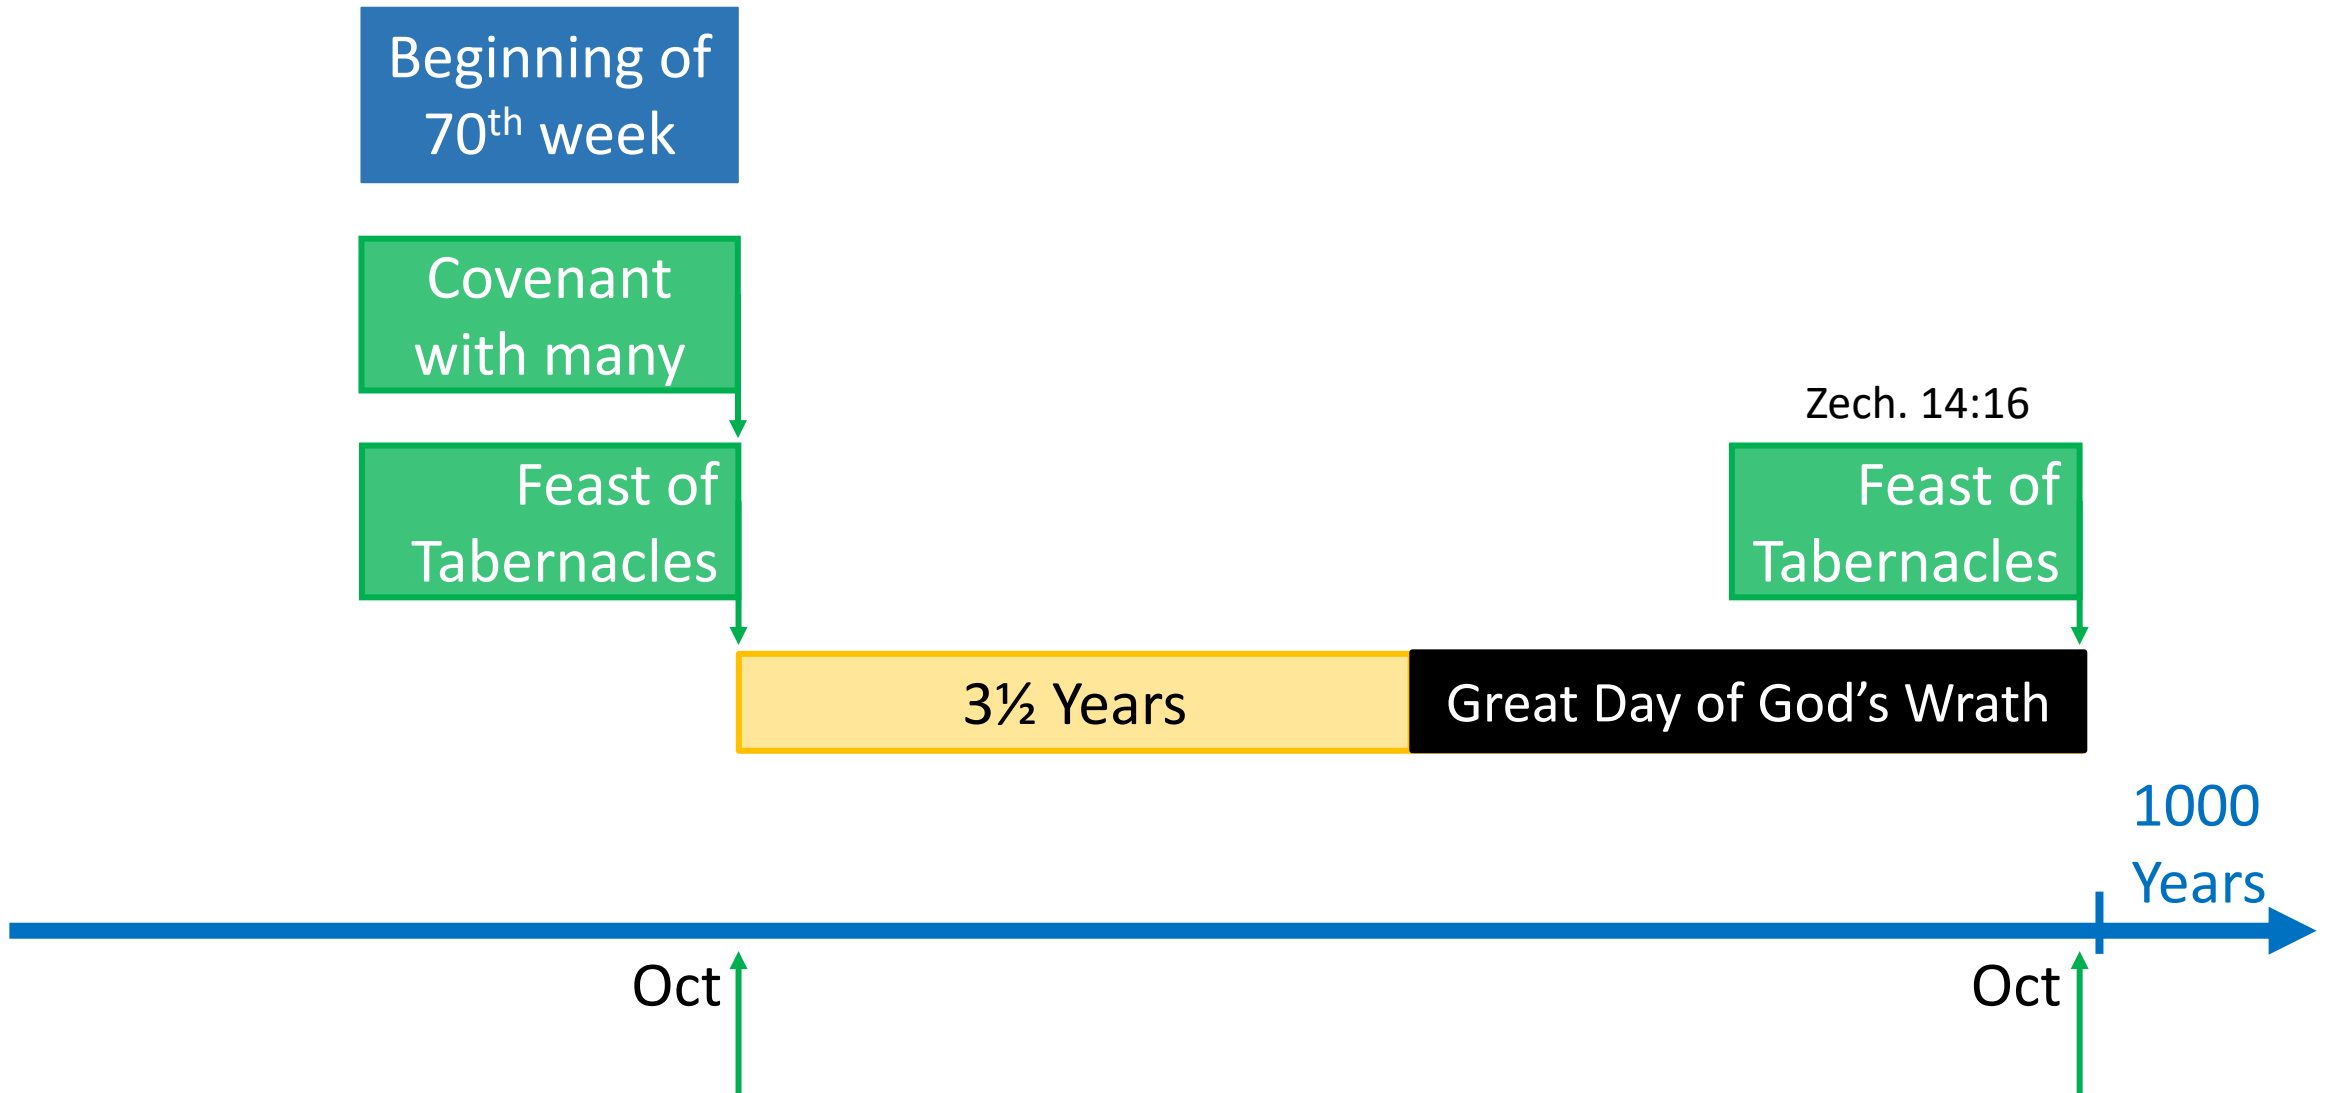 Beginning of
70th week
Covenant
with many
Zech. 14:16
Feast of
Tabernacles
Feast of
Tabernacles
3½ Years
Great Day of God’s Wrath
1000
Years
Oct
Oct